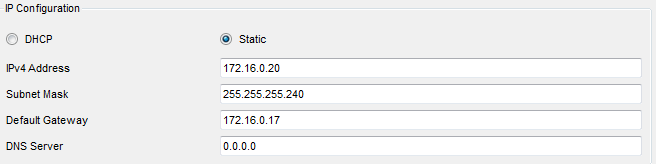 IP Configuration
DHCP Static
IPv4 Address 172.16.0.20
Subnet Mask 255.255.255.240
Default Gateway 172.16.0.17
DNS Server 0.0.0.0